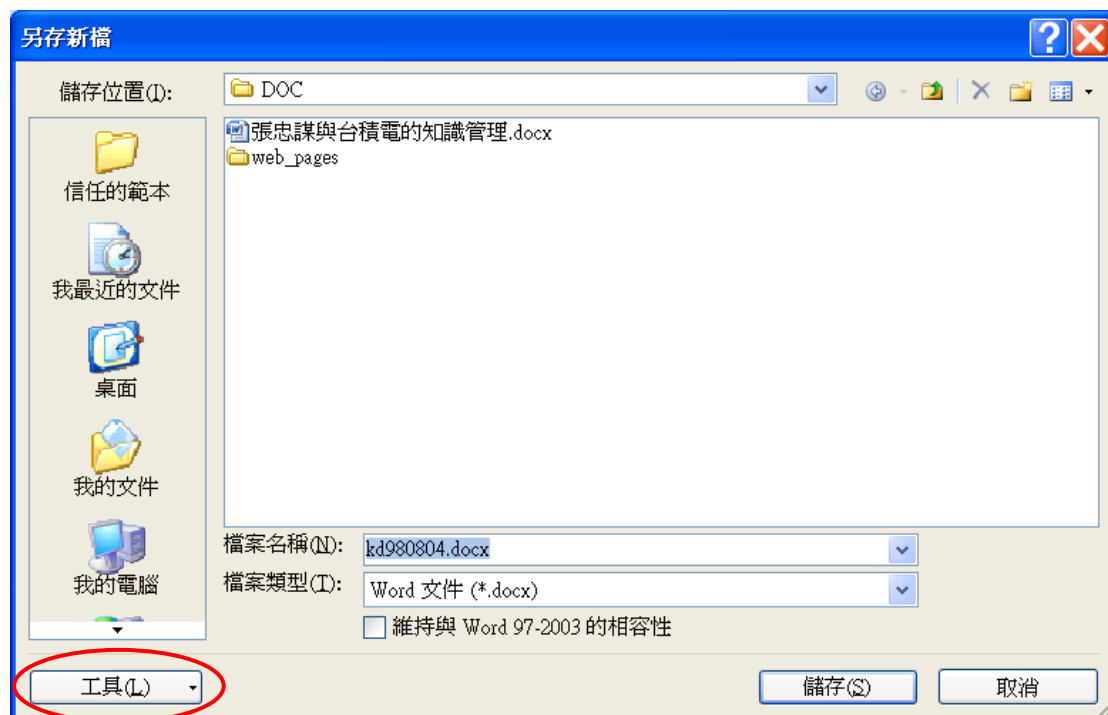 另存新檔
儲存位置(I):
DOC
信任的範本
我最近的文件
桌面
我的文件
我的電腦
張忠謀與台積電的知識管理.docx
web_pages
檔案名稱(N):
kd980804.docx
檔案類型(T):
Word 文件 (*.docx)
維持與 Word 97-2003 的相容性
工具(L)
儲存(S)
取消